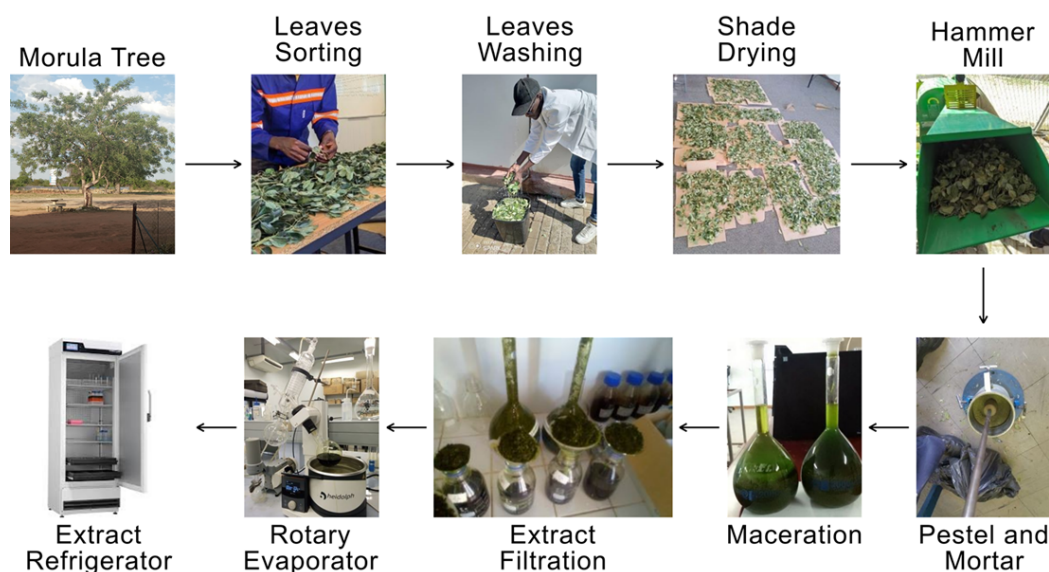 Morula Tree
Leaves
Sorting
Leaves
Washing
Shade
Drying
Hammer
Mill
Extract
Refrigerator
Rotary
Evaporator
heidolph
Extract
Filtration
Maceration
Pestel and
Mortar